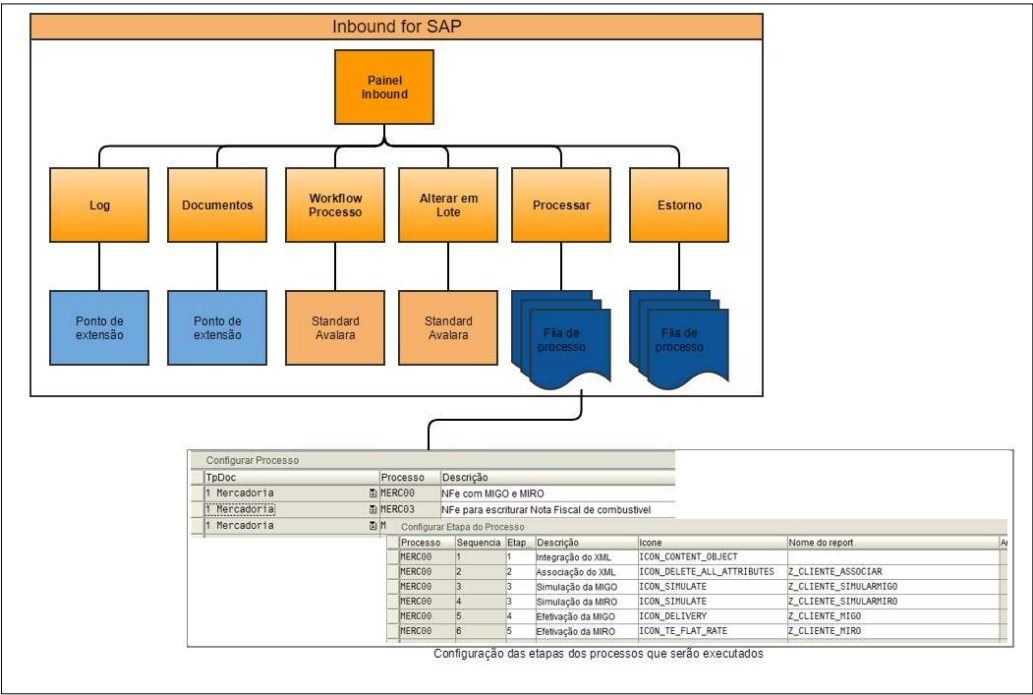 Inbound for SAP
Painel
Inbound
Log
Documentos
Workflow
Processo
Alterar em
Lote
Processar
Estorno
Ponto de
extensão
Ponto de
extensão
Standard
Avalara
Standard
Avalara
Fila de
processo
Fila de
processo
Configurar Processo
TpDoc Processo Descrição
1 Mercadoria MERC00 NFe com MIGO e MIRO
1 Mercadoria MERC03 NFe para escriturar Nota Fiscal de combustivel
1 Mercadoria M
Configurar Etapa do Processo
Processo Sequencia Etap Descrição Icone Nome do report
MERC00 1 1 Integração do XML ICON_CONTENT_OBJECT
MERC00 2 2 Associação do XML ICON_DELETE_ALL_ATTRIBUTES Z_CLIENTE_ASSOCIAR
MERC00 3 3 Simulação da MIGO ICON_SIMULATE Z_CLIENTE_SIMULARMIGO
MERC00 4 3 Simulação da MIRO ICON_SIMULATE Z_CLIENTE_SIMULARMIRO
MERC00 5 4 Efetivação da MIGO ICON_DELIVERY Z_CLIENTE_MIGO
MERC00 6 5 Efetivação da MIRO ICON_TE_FLAT_RATE Z_CLIENTE_MIRO
Configuração das etapas dos processos que serão executados